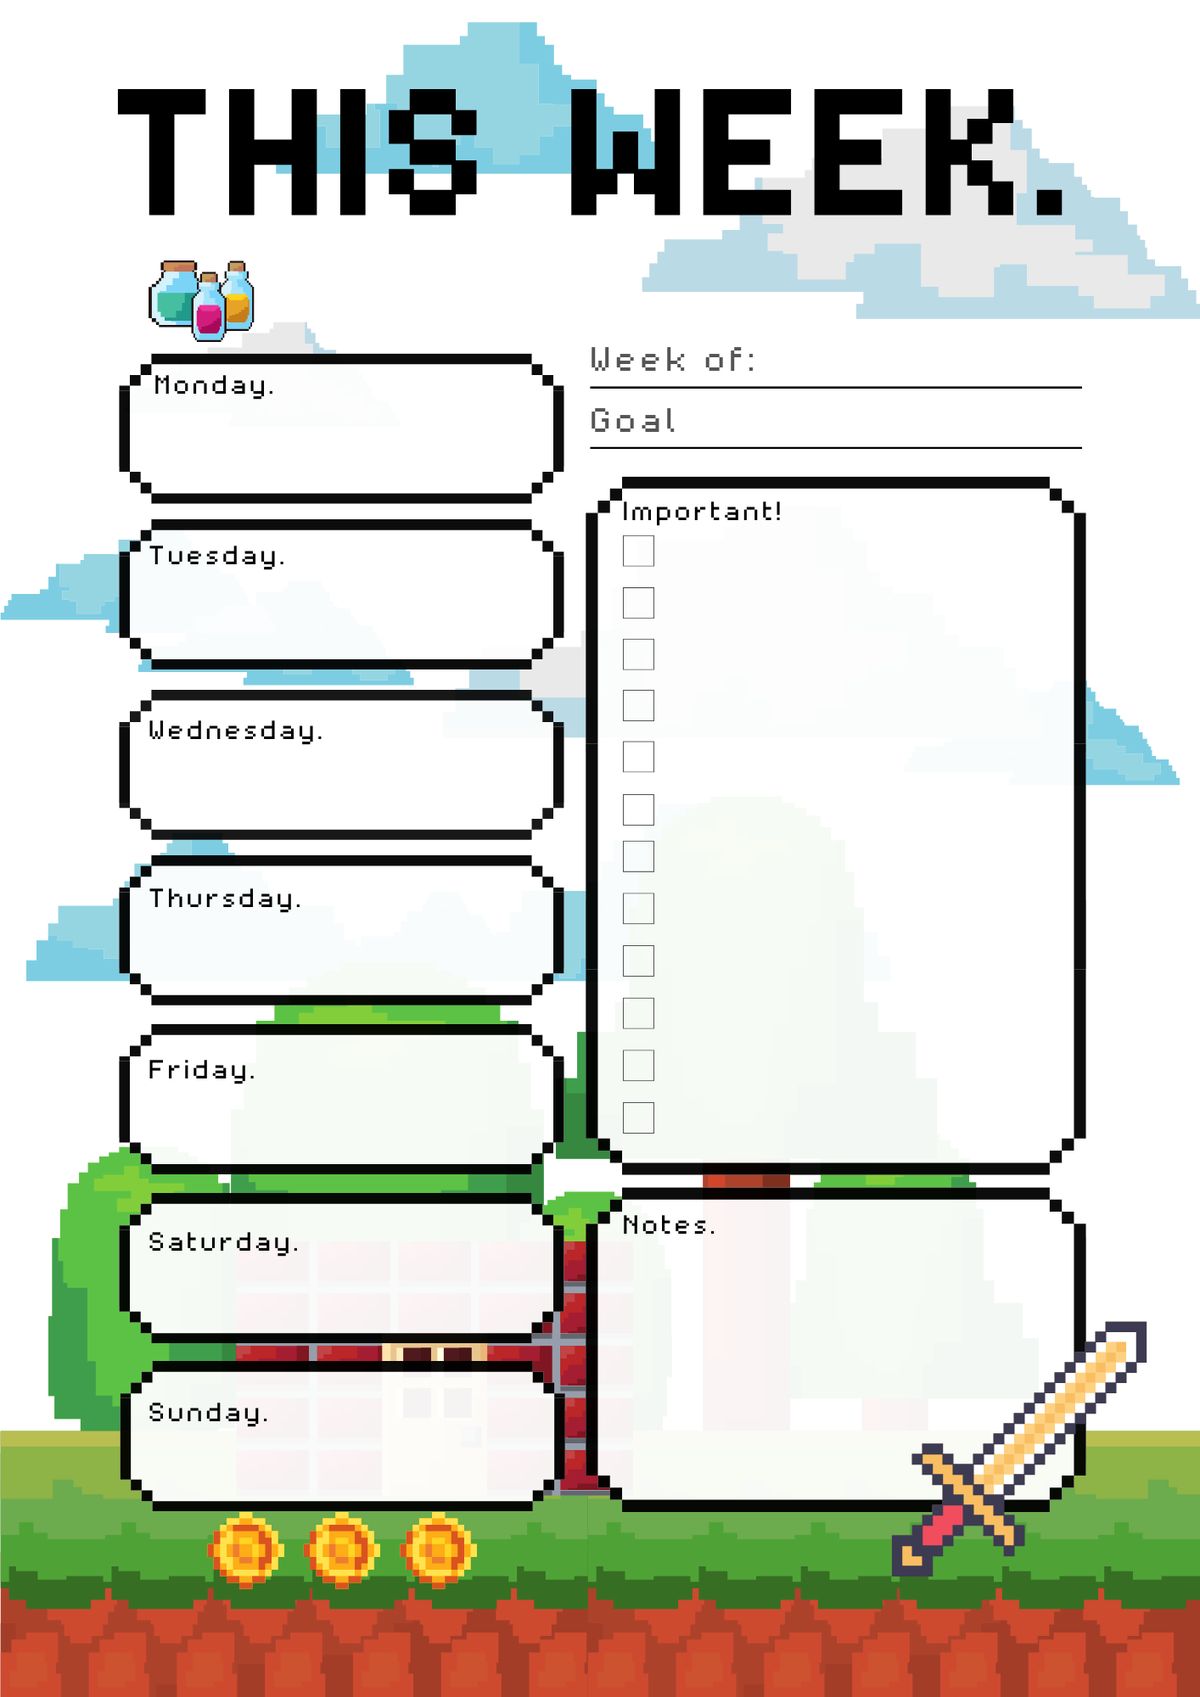 THIS WEEK.
Week of:
Goal
Monday.
Tuesday.
Wednesday.
Thursday.
Friday.
Saturday.
Sunday.
Important!
Notes.